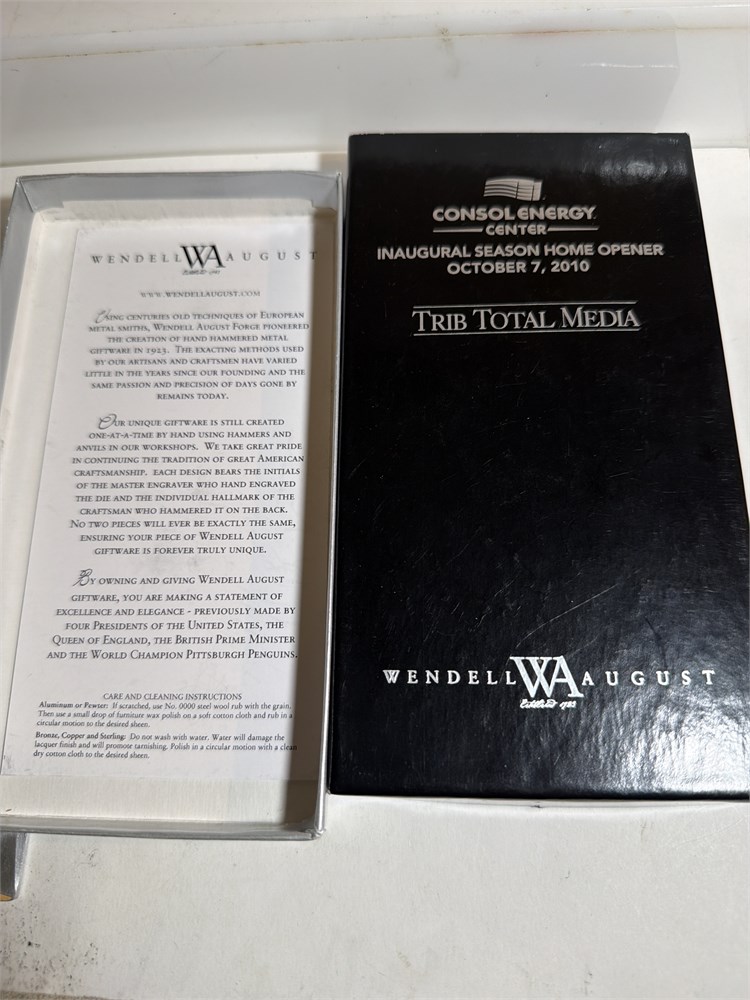 WENDELL WA AUGUST
Established 1923
WWW.WENDELLAUGUST.COM
USING CENTURIES OLD TECHNIQUES OF EUROPEAN
METAL SMITHS, WENDELL AUGUST FORGE PIONEERED
THE CREATION OF HAND HAMMERED METAL
GIFTWARE IN 1923. THE EXACTING METHODS USED
BY OUR ARTISANS AND CRAFTSMEN HAVE VARIED
LITTLE IN THE YEARS SINCE OUR FOUNDING AND THE
SAME PASSION AND PRECISION OF DAYS GONE BY
REMAINS TODAY.
OUR UNIQUE GIFTWARE IS STILL CREATED
ONE-AT-A-TIME BY HAND USING HAMMERS AND
ANVILS IN OUR WORKSHOPS. WE TAKE GREAT PRIDE
IN CONTINUING THE TRADITION OF GREAT AMERICAN
CRAFTSMANSHIP. EACH DESIGN BEARS THE INITIALS
OF THE MASTER ENGRAVER WHO HAND ENGRAVED
THE DIE AND THE INDIVIDUAL HALLMARK OF THE
CRAFTSMAN WHO HAMMERED IT ON THE BACK.
NO TWO PIECES WILL EVER BE EXACTLY THE SAME,
ENSURING YOUR PIECE OF WENDELL AUGUST
GIFTWARE IS FOREVER TRULY UNIQUE.
BY OWNING AND GIVING WENDELL AUGUST
GIFTWARE, YOU ARE MAKING A STATEMENT OF
EXCELLENCE AND ELEGANCE - PREVIOUSLY MADE BY
FOUR PRESIDENTS OF THE UNITED STATES, THE
QUEEN OF ENGLAND, THE BRITISH PRIME MINISTER
AND THE WORLD CHAMPION PITTSBURGH PENGUINS.
CARE AND CLEANING INSTRUCTIONS
Aluminum or Pewter: If scratched, use No. 0000 steel wool rub with the grain.
Then use a small drop of furniture wax polish on a soft cotton cloth and rub in a
circular motion to the desired sheen.
Bronze, Copper and Sterling: Do not wash with water. Water will damage the
lacquer finish and will promote tarnishing. Polish in a circular motion with a clean
dry cotton cloth to the desired sheen.
CONSOL ENERGY
CENTER
INAUGURAL SEASON HOME OPENER
OCTOBER 7, 2010
TRIB TOTAL MEDIA
WENDELL WA AUGUST
Established 1923